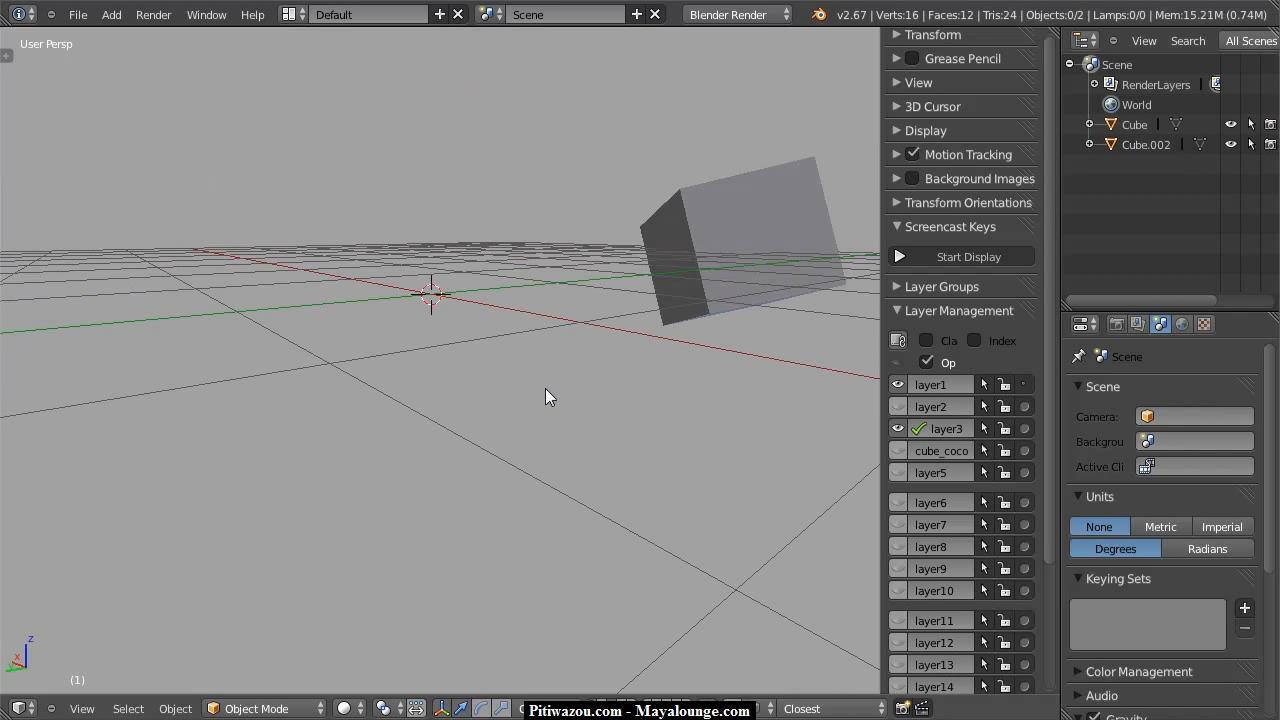 File Add Render Window Help Default Scene Blender Render v2.67 | Verts:16 | Faces:12 | Tris:24 | Objects:0/2 | Lamps:0/0 | Mem:15.21M (0.74M)
User Persp
Transform
Grease Pencil
View
3D Cursor
Display
Motion Tracking
Background Images
Transform Orientations
Screencast Keys
Start Display
Layer Groups
Layer Management
Cla Index
Op
layer1
layer2
layer3
cube_coco
layer5
layer6
layer7
layer8
layer9
layer10
layer11
layer12
layer13
layer14
View Search All Scenes
Scene
RenderLayers
World
Cube
Cube.002
Scene
Scene
Camera:
Backgrou
Active Cli
Units
None Metric Imperial
Degrees Radians
Keying Sets
Color Management
Audio
Gravity
z
x
(1)
View Select Object Object Mode Closest
Pitiwazou.com - Mayalounge.com